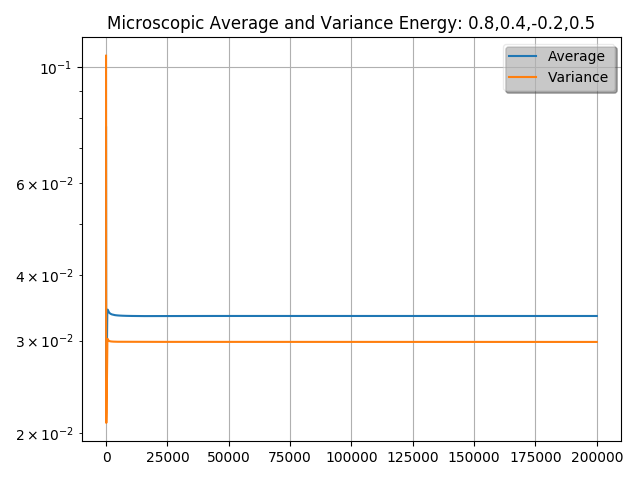 Microscopic Average and Variance Energy: 0.8,0.4,-0.2,0.5
Average
Variance
10⁻¹
6 × 10⁻²
4 × 10⁻²
3 × 10⁻²
2 × 10⁻²
0 25000 50000 75000 100000 125000 150000 175000 200000